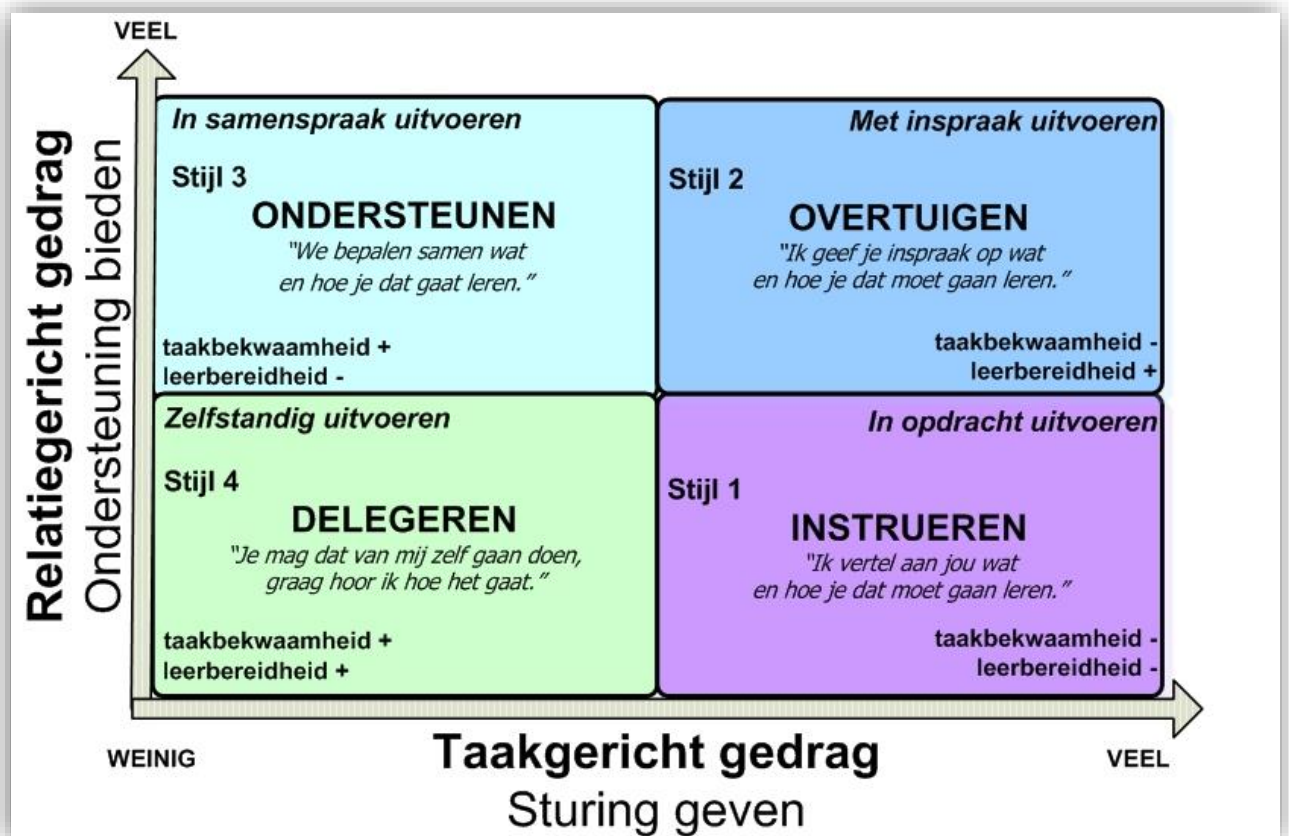 VEEL
Relatiegericht gedrag
Ondersteuning bieden
In samenspraak uitvoeren
Stijl 3
ONDERSTEUNEN
"We bepalen samen wat
en hoe je dat gaat leren."
taakbekwaamheid +
leerbereidheid -
Met inspraak uitvoeren
Stijl 2
OVERTUIGEN
"Ik geef je inspraak op wat
en hoe je dat moet gaan leren."
taakbekwaamheid -
leerbereidheid +
Zelfstandig uitvoeren
Stijl 4
DELEGEREN
"Je mag dat van mij zelf gaan doen,
graag hoor ik hoe het gaat."
taakbekwaamheid +
leerbereidheid +
In opdracht uitvoeren
Stijl 1
INSTRUEREN
"Ik vertel aan jou wat
en hoe je dat moet gaan leren."
taakbekwaamheid -
leerbereidheid -
WEINIG
Taakgericht gedrag
VEEL
Sturing geven